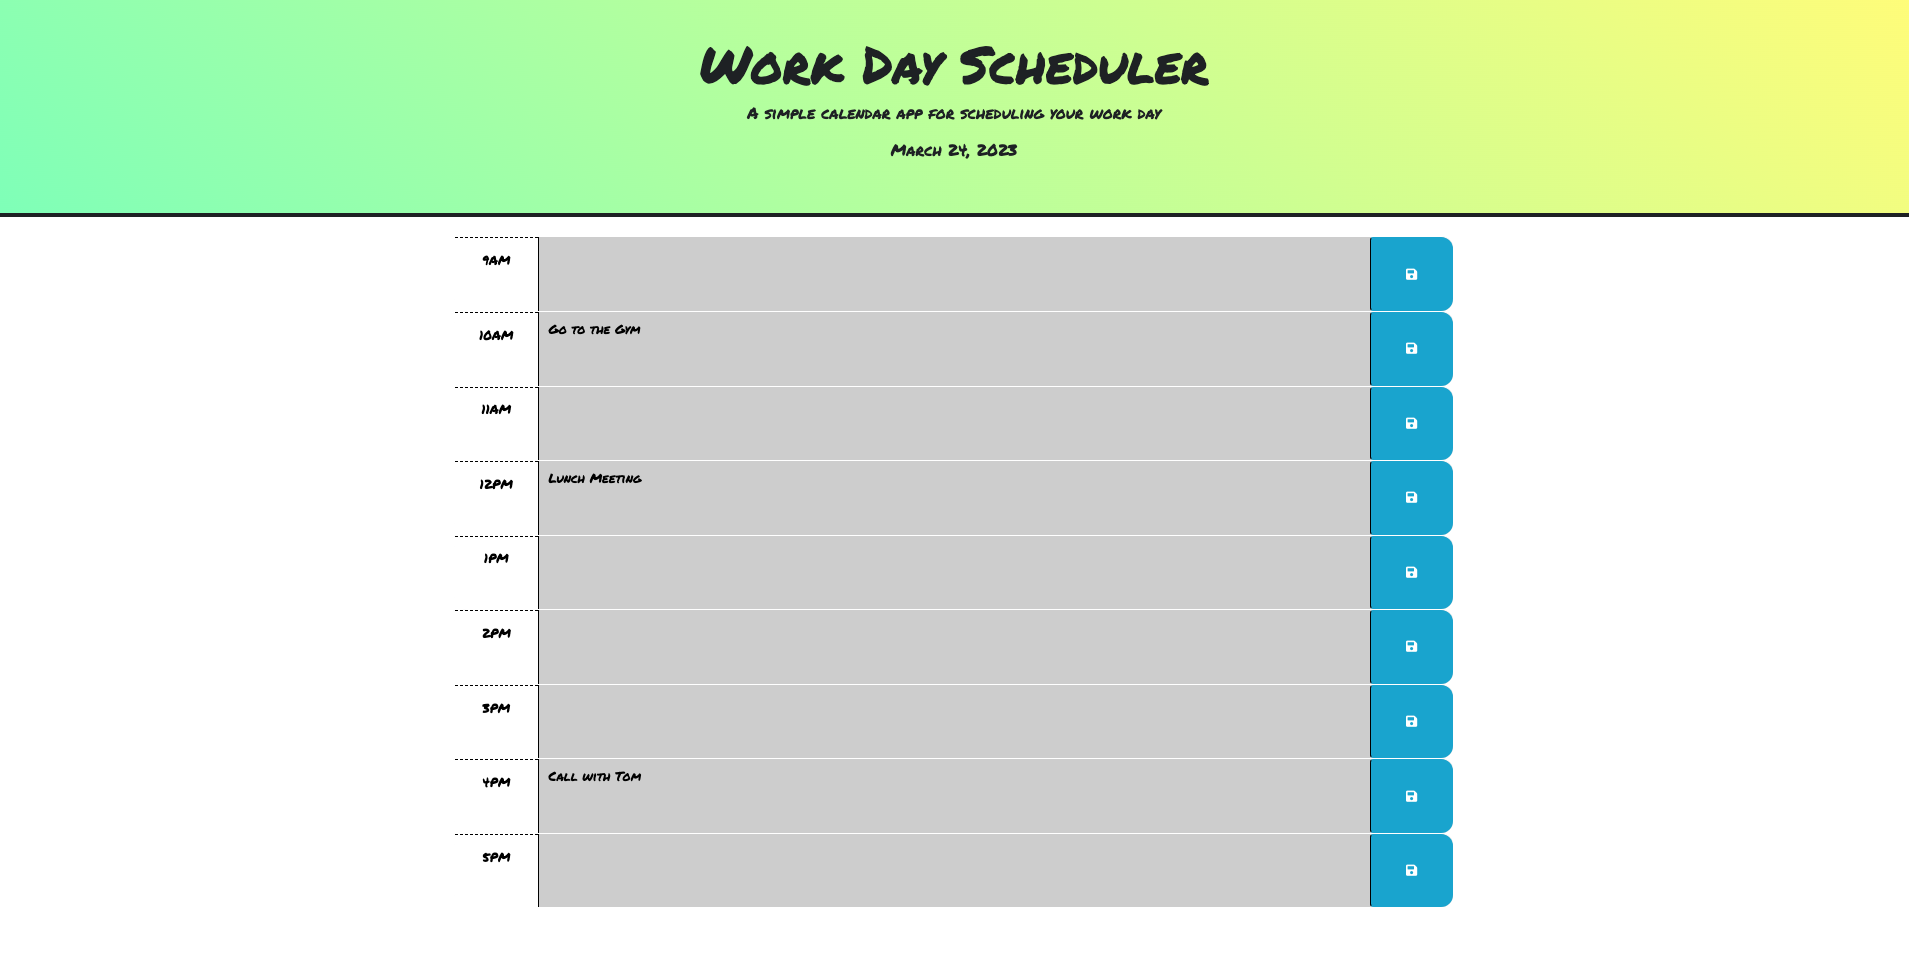 Work Day Scheduler
A simple calendar app for scheduling your work day
March 24, 2023
9AM
10AM
Go to the Gym
11AM
12PM
Lunch Meeting
1PM
2PM
3PM
4PM
Call with Tom
5PM